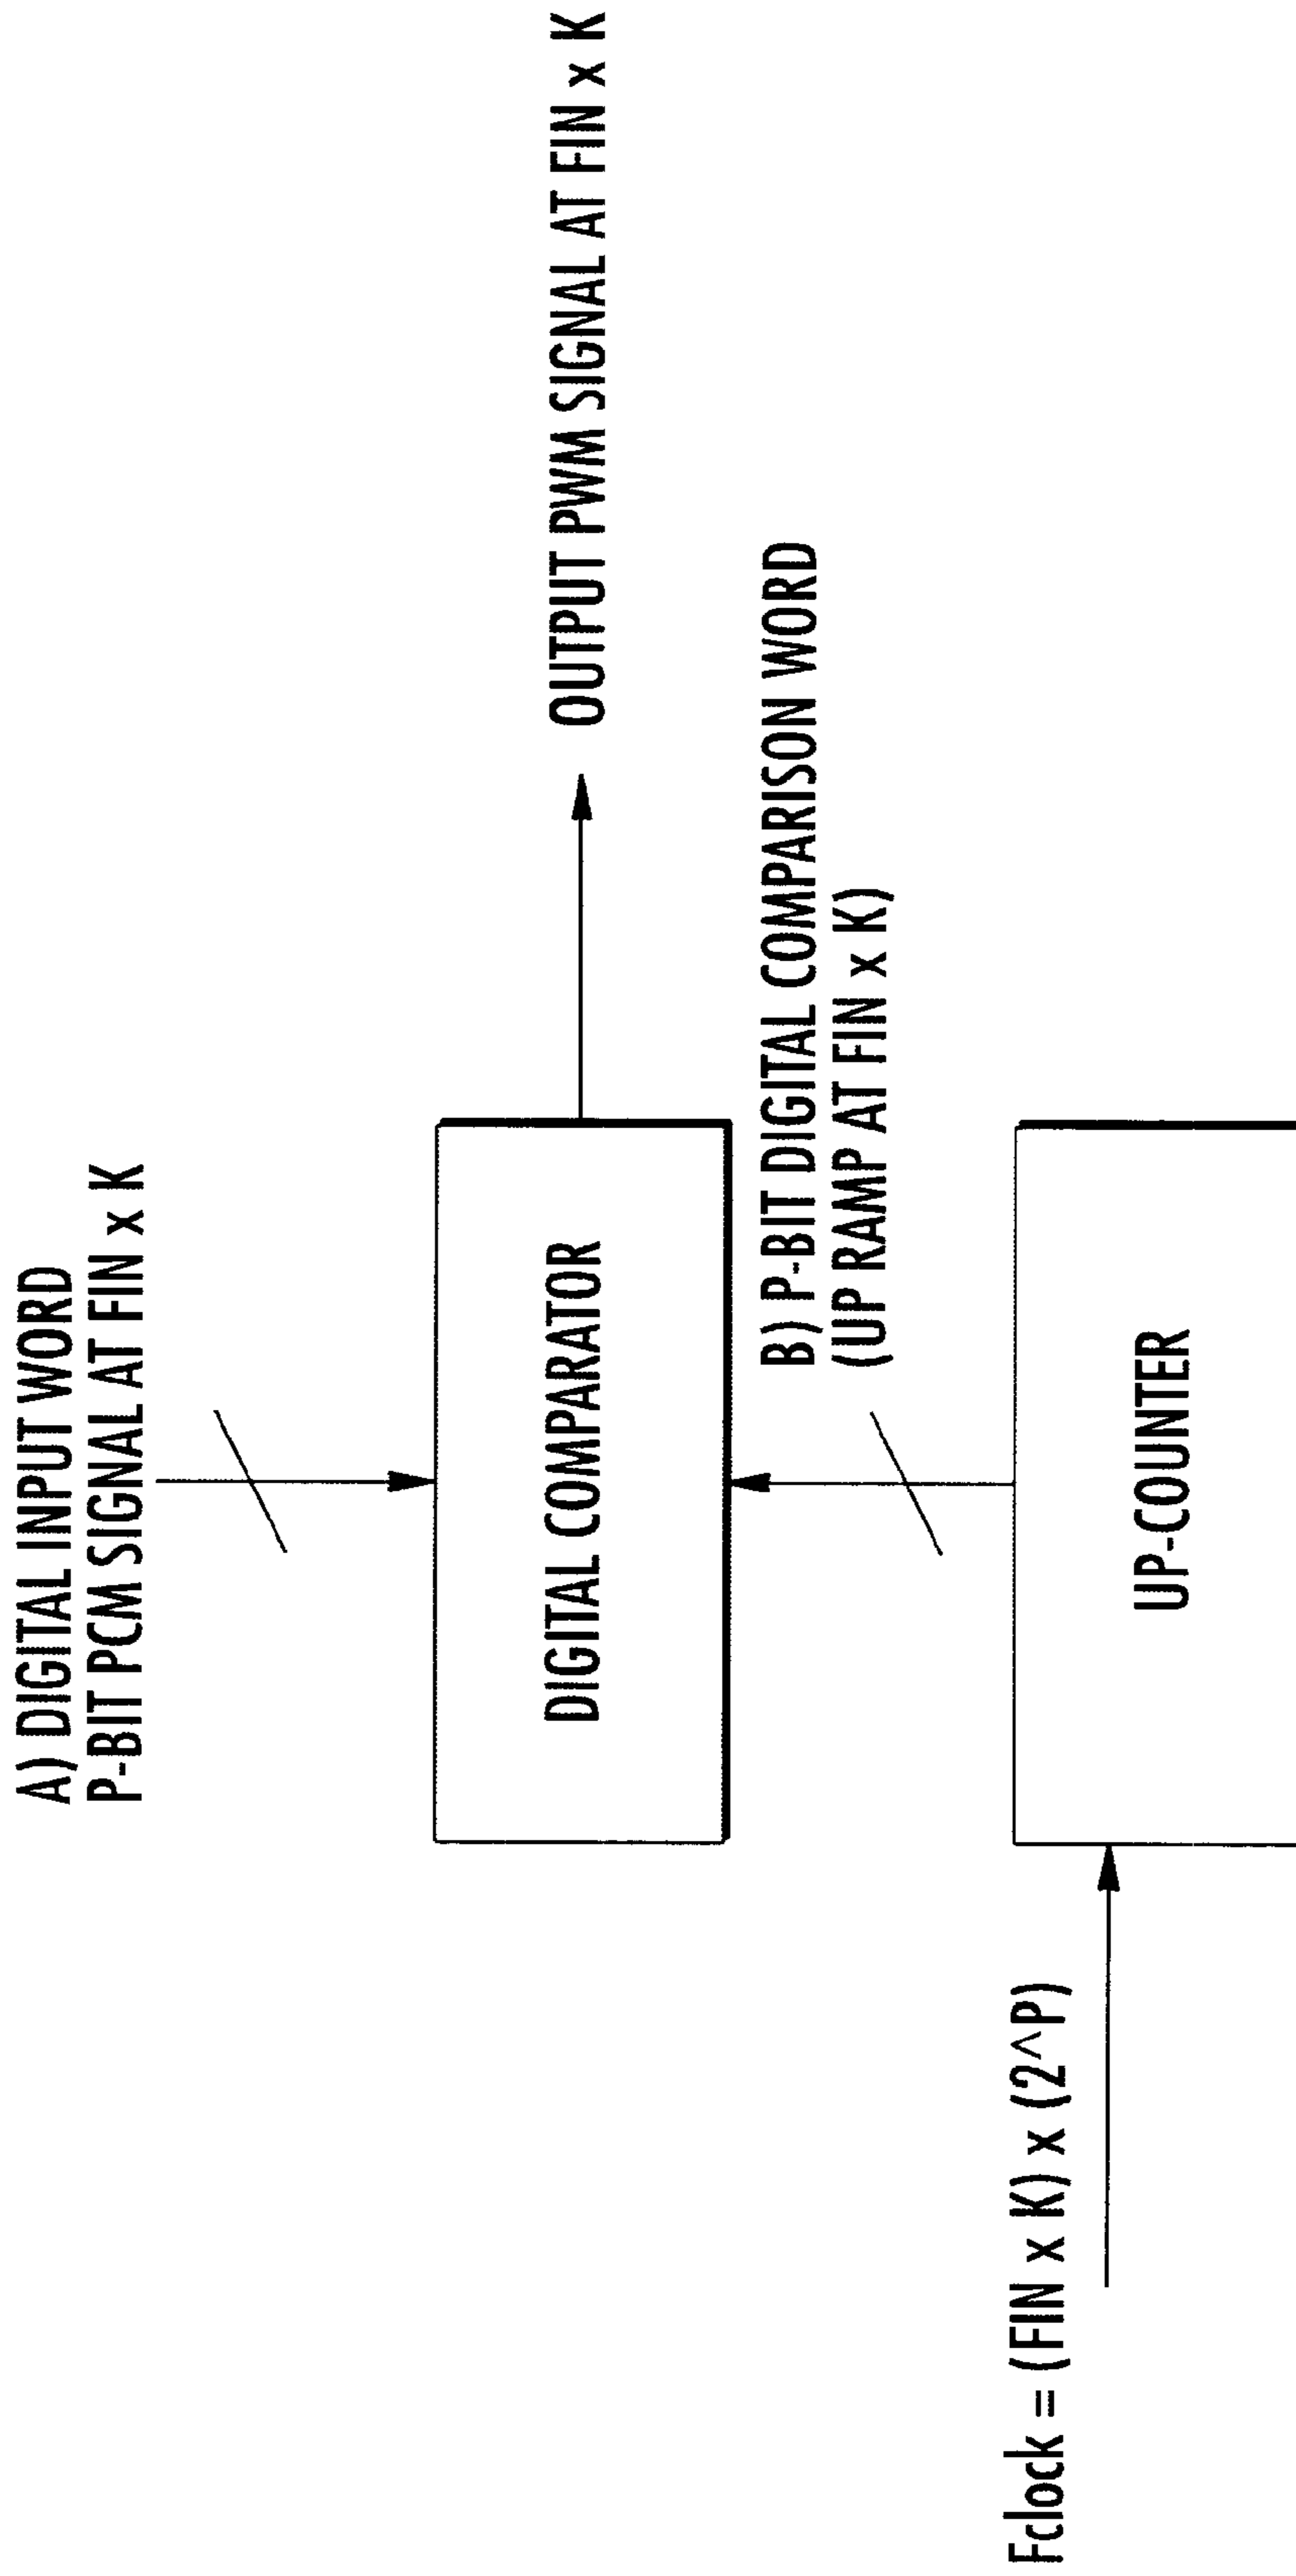 A) DIGITAL INPUT WORD
P-BIT PCM SIGNAL AT FIN x K
DIGITAL COMPARATOR
OUTPUT PWM SIGNAL AT FIN x K
B) P-BIT DIGITAL COMPARISON WORD
(UP RAMP AT FIN x K)
Fclock = (FIN x K) x (2^P)
UP-COUNTER